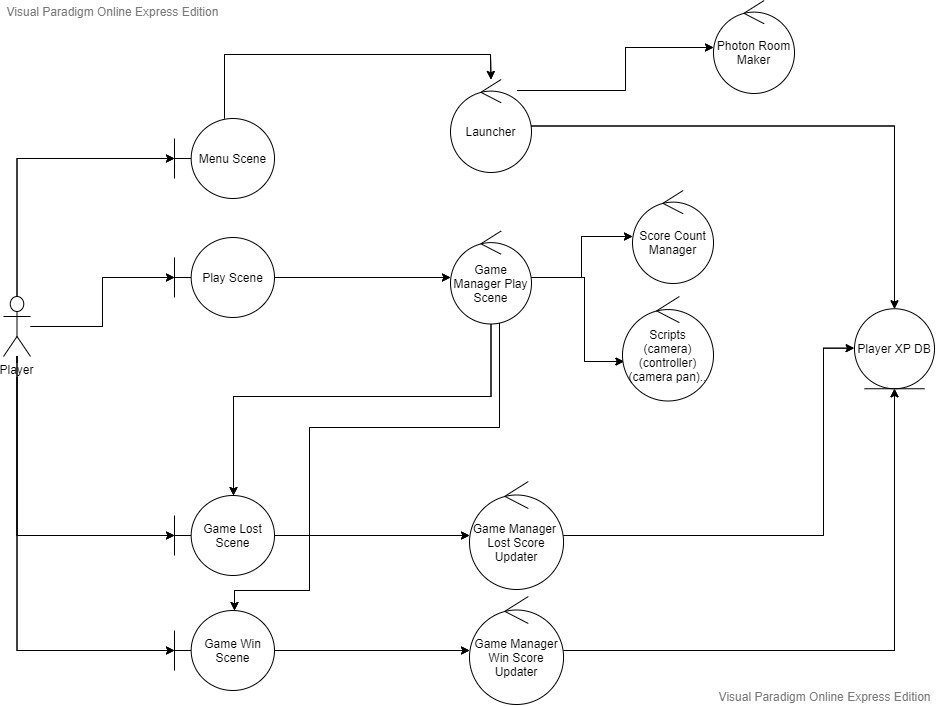 Visual Paradigm Online Express Edition
Photon Room
Maker
Launcher
Menu Scene
Score Count
Manager
Play Scene
Game
Manager Play
Scene
Scripts
(camera)
(controller)
(camera pan)..
Player XP DB
Player
Game Lost
Scene
Game Manager
Lost Score
Updater
Game Win
Scene
Game Manager
Win Score
Updater
Visual Paradigm Online Express Edition